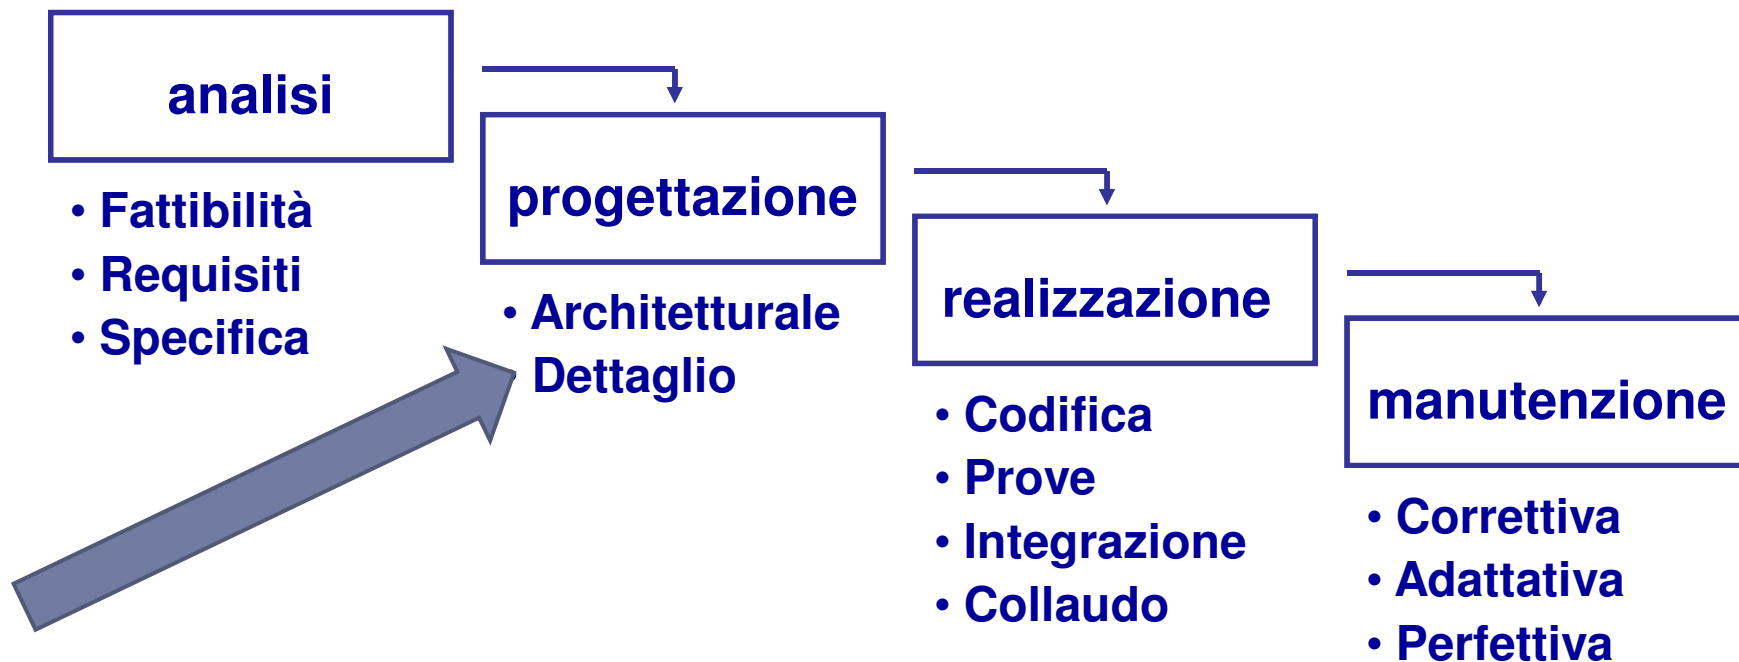 analisi
• Fattibilità
• Requisiti
• Specifica
progettazione
• Architetturale
Dettaglio
realizzazione
• Codifica
• Prove
• Integrazione
• Collaudo
manutenzione
• Correttiva
• Adattativa
• Perfettiva